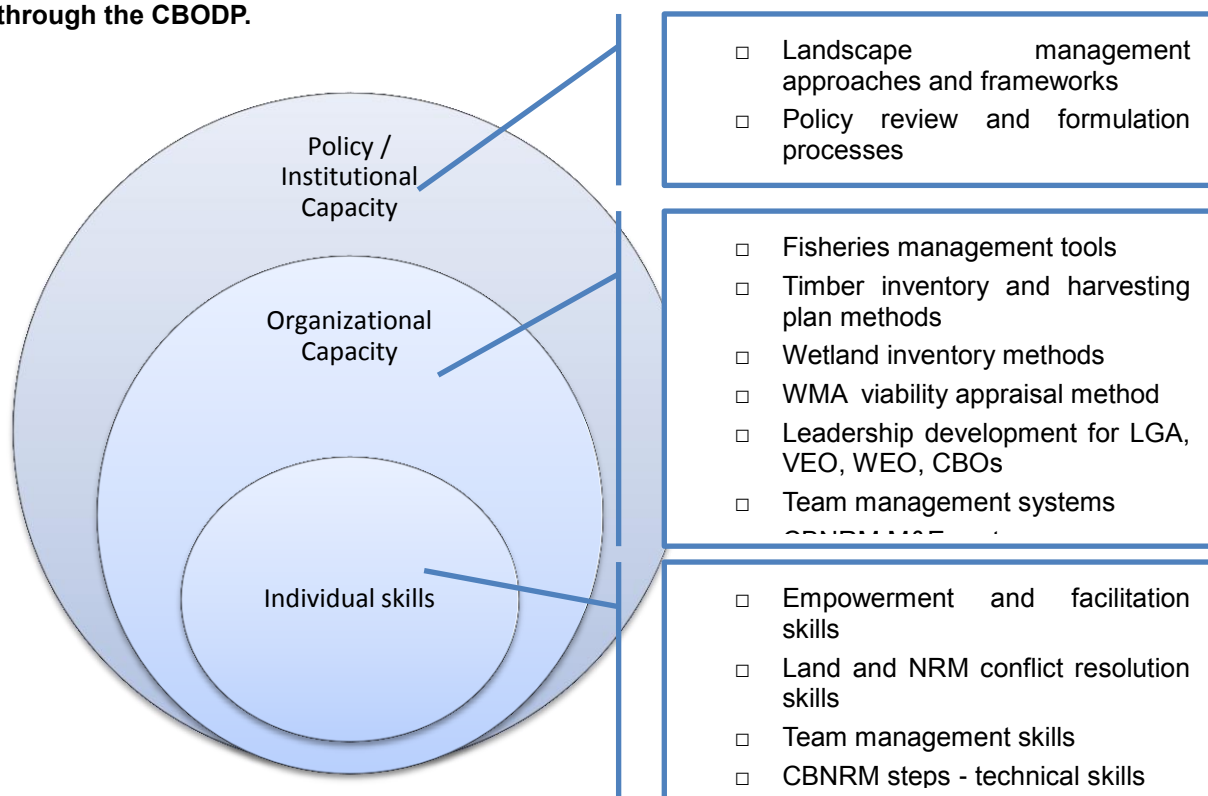 through the CBODP.
Policy /
Institutional
Capacity
Organizational
Capacity
Individual skills
□ Landscape management
approaches and frameworks
□ Policy review and formulation
processes
□ Fisheries management tools
□ Timber inventory and harvesting
plan methods
□ Wetland inventory methods
□ WMA viability appraisal method
□ Leadership development for LGA,
VEO, WEO, CBOs
□ Team management systems
CBNRM M&E
□ Empowerment and facilitation
skills
□ Land and NRM conflict resolution
skills
□ Team management skills
□ CBNRM steps - technical skills